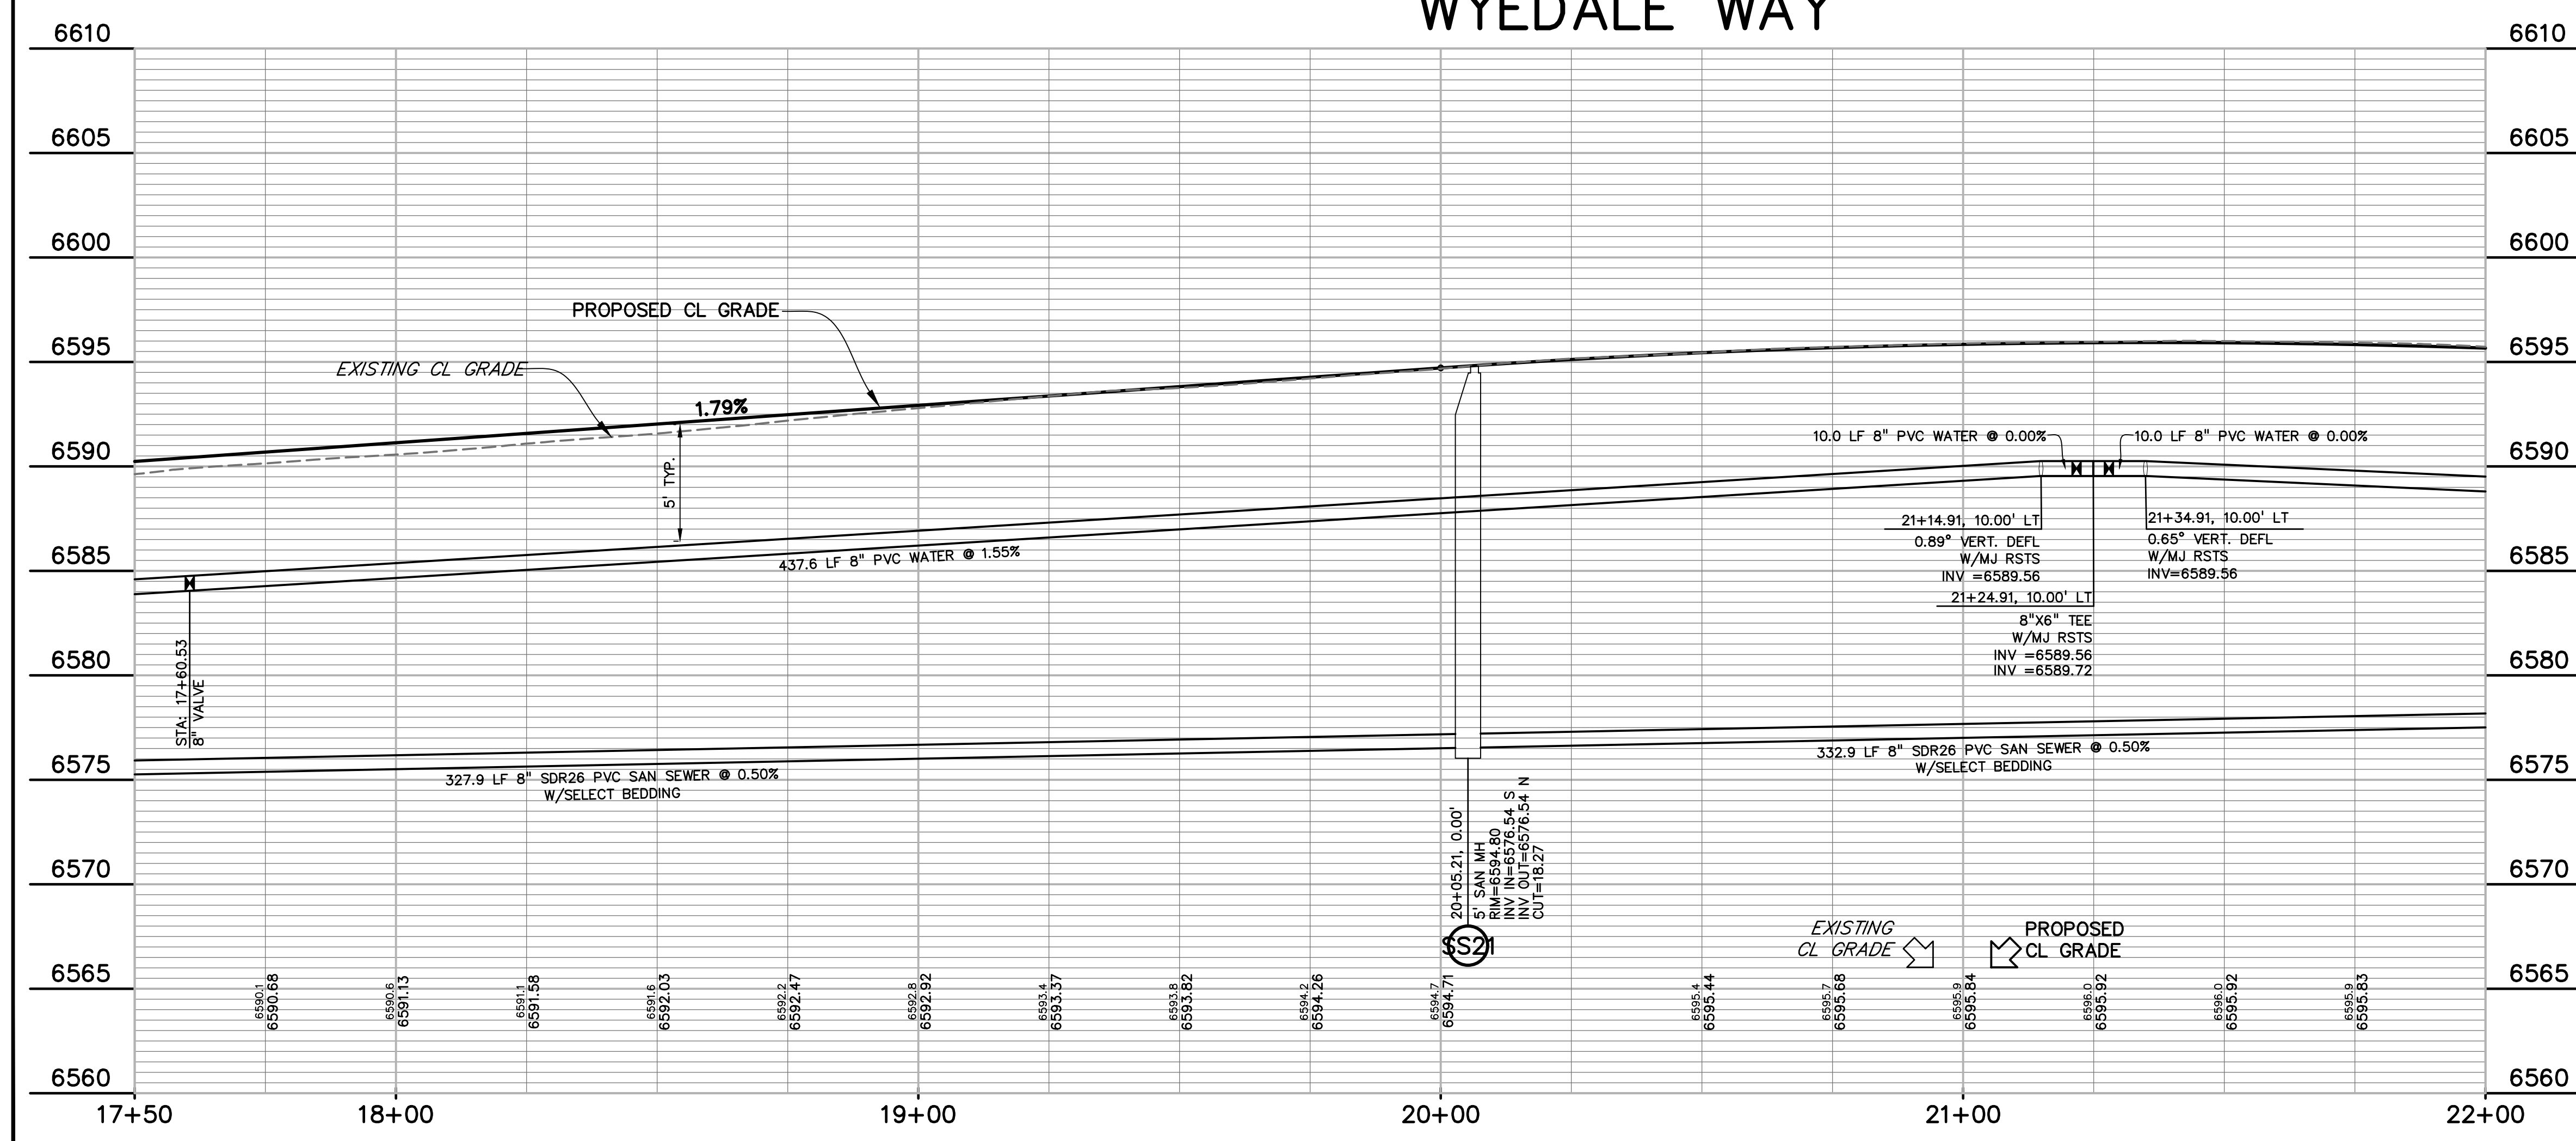 WYEDALE WAY
6610
6610
6605
6605
6600
6600
6595
6595
6590
6590
6585
6585
6580
6580
6575
6575
6570
6570
6565
6565
6560
6560
PROPOSED CL GRADE
EXISTING CL GRADE
1.79%
5' TYP.
437.6 LF 8" PVC WATER @ 1.55%
STA: 17+60.53
8" VALVE
327.9 LF 8" SDR26 PVC SAN SEWER @ 0.50%
W/SELECT BEDDING
10.0 LF 8" PVC WATER @ 0.00%
10.0 LF 8" PVC WATER @ 0.00%
21+14.91, 10.00' LT
0.89° VERT. DEFL
W/MJ RSTS
INV =6589.56
21+24.91, 10.00' LT
8"X6" TEE
W/MJ RSTS
INV =6589.56
INV =6589.72
21+34.91, 10.00' LT
0.65° VERT. DEFL
W/MJ RSTS
INV=6589.56
332.9 LF 8" SDR26 PVC SAN SEWER @ 0.50%
W/SELECT BEDDING
20+05.21, 0.00'
5' SAN MH
RIM=6594.80
INV IN=6576.54 S
INV OUT=6576.54 N
CUT=18.27
SS21
EXISTING
CL GRADE
PROPOSED
CL GRADE
6590.1
6590.68
6590.6
6591.13
6591.1
6591.58
6591.6
6592.03
6592.2
6592.47
6592.8
6592.92
6593.4
6593.37
6593.8
6593.82
6594.2
6594.26
6594.7
6594.71
6595.4
6595.44
6595.7
6595.68
6595.9
6595.84
6596.0
6595.92
6596.0
6595.92
6595.9
6595.83
17+50
18+00
19+00
20+00
21+00
22+00